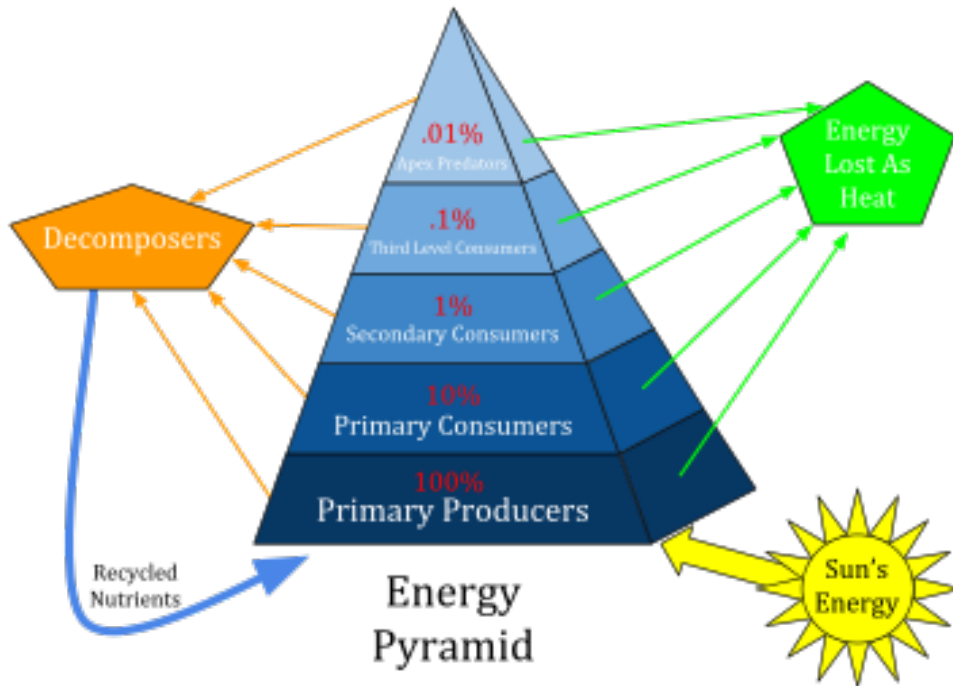 .01%
Apex Predators
Energy
Lost As
Heat
Decomposers
.1%
Third Level Consumers
1%
Secondary Consumers
10%
Primary Consumers
100%
Primary Producers
Recycled
Nutrients
Sun's
Energy
Energy
Pyramid